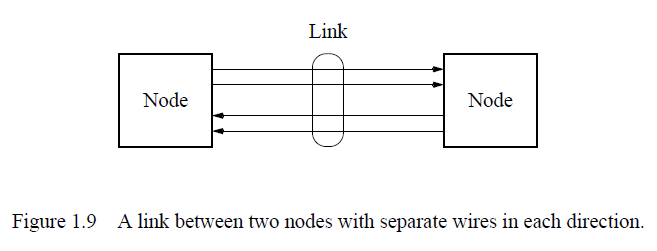 Link
Node
Node
Figure 1.9 A link between two nodes with separate wires in each direction.